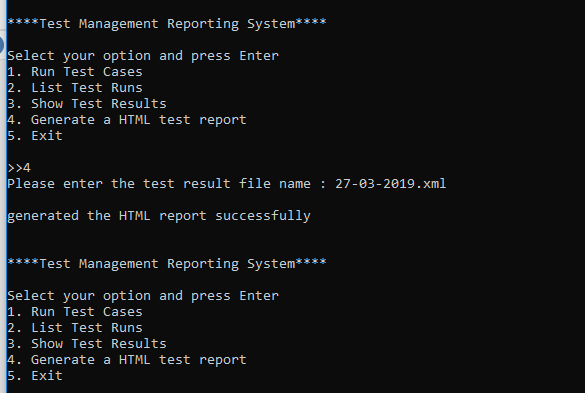 ****Test Management Reporting System****
Select your option and press Enter
1. Run Test Cases
2. List Test Runs
3. Show Test Results
4. Generate a HTML test report
5. Exit
>>4
Please enter the test result file name : 27-03-2019.xml
generated the HTML report successfully
****Test Management Reporting System****
Select your option and press Enter
1. Run Test Cases
2. List Test Runs
3. Show Test Results
4. Generate a HTML test report
5. Exit